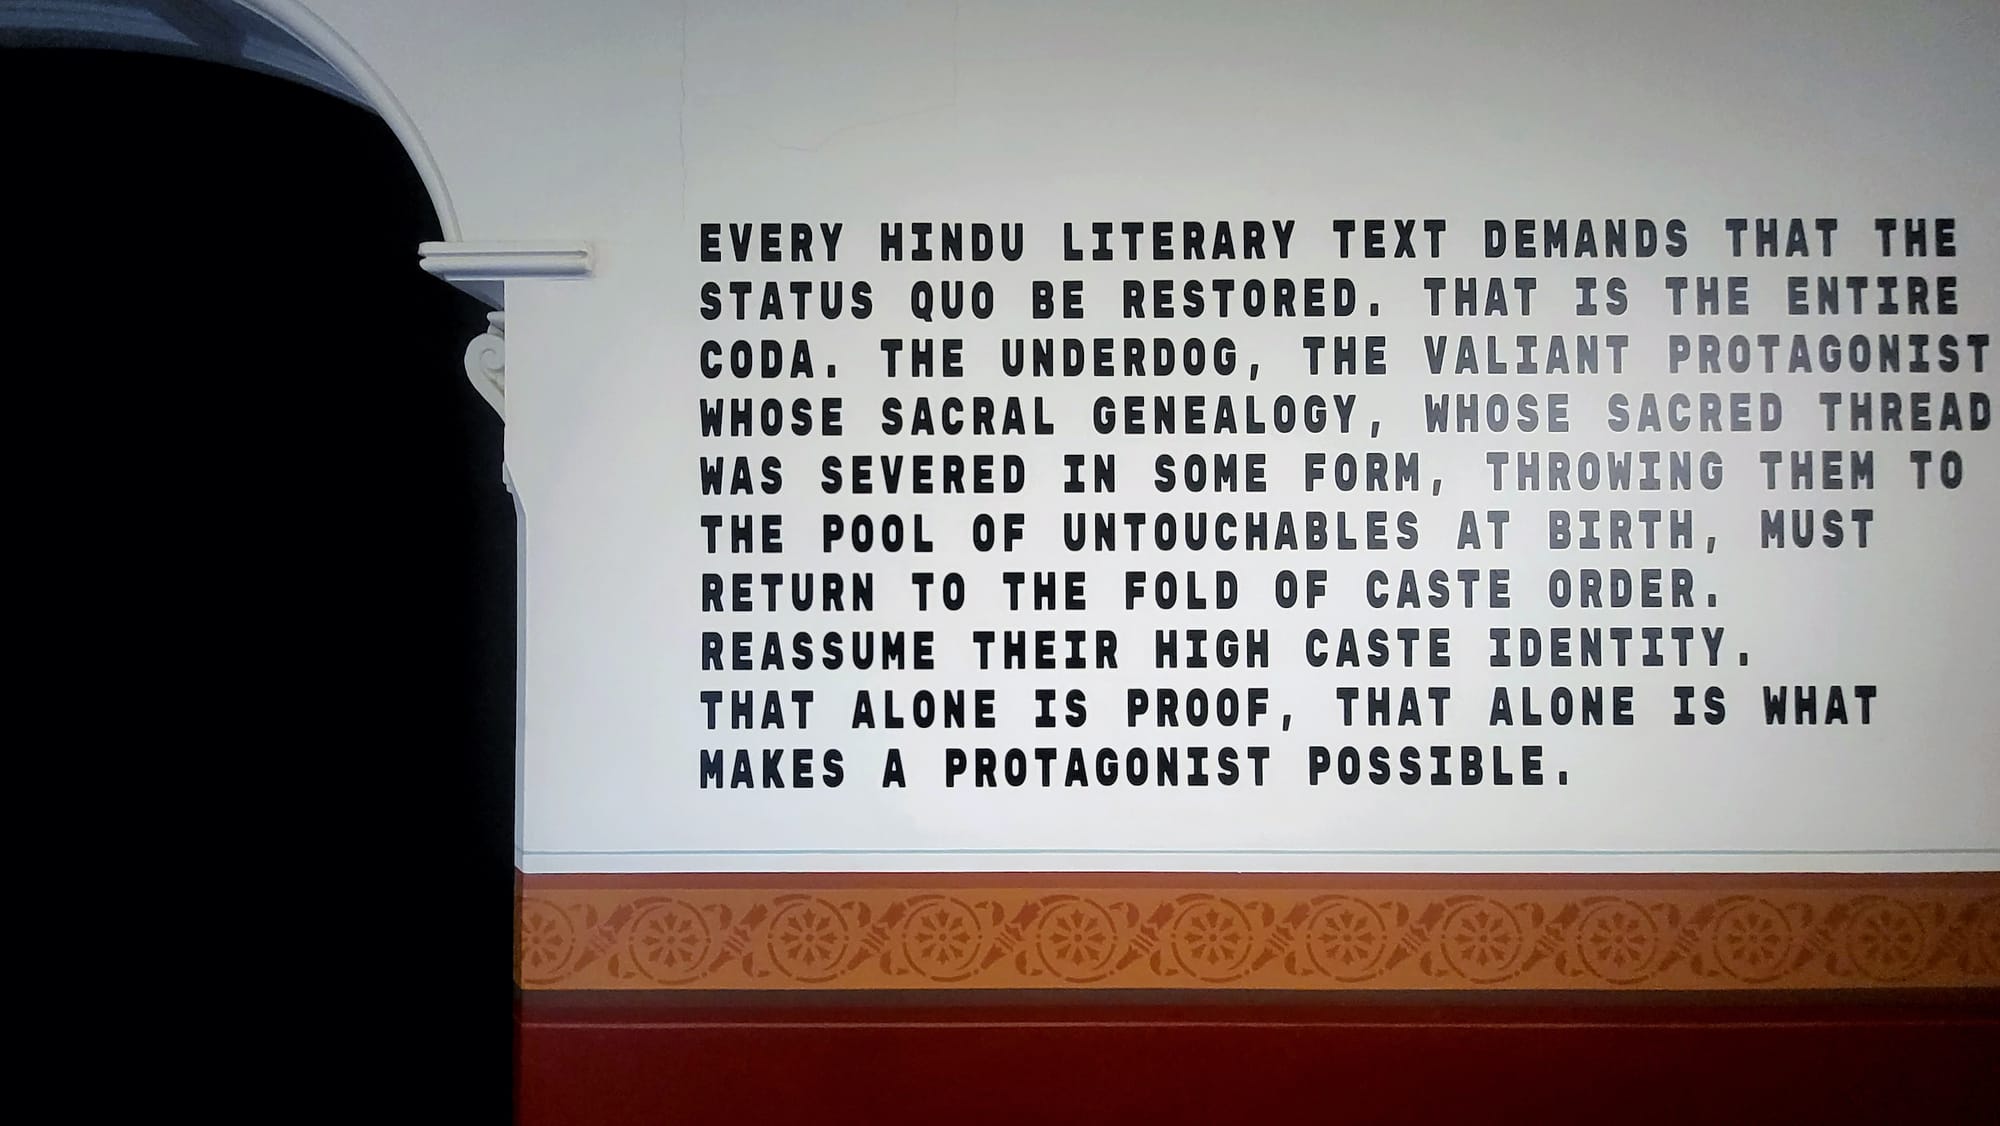 EVERY HINDU LITERARY TEXT DEMANDS THAT THE
STATUS QUO BE RESTORED. THAT IS THE ENTIRE
CODA. THE UNDERDOG, THE VALIANT PROTAGONIST
WHOSE SACRAL GENEALOGY, WHOSE SACRED THREAD
WAS SEVERED IN SOME FORM, THROWING THEM TO
THE POOL OF UNTOUCHABLES AT BIRTH, MUST
RETURN TO THE FOLD OF CASTE ORDER.
REASSUME THEIR HIGH CASTE IDENTITY.
THAT ALONE IS PROOF, THAT ALONE IS WHAT
MAKES A PROTAGONIST POSSIBLE.